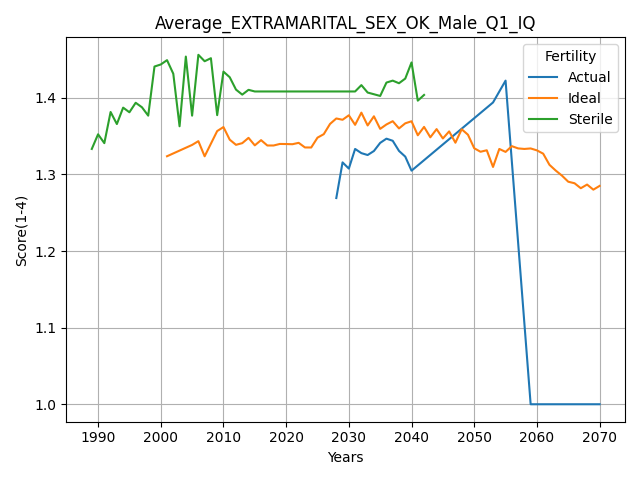 Average_EXTRAMARITAL_SEX_OK_Male_Q1_IQ
Fertility
Actual
Ideal
Sterile
Score(1-4)
1.4
1.3
1.2
1.1
1.0
1990 2000 2010 2020 2030 2040 2050 2060 2070
Years